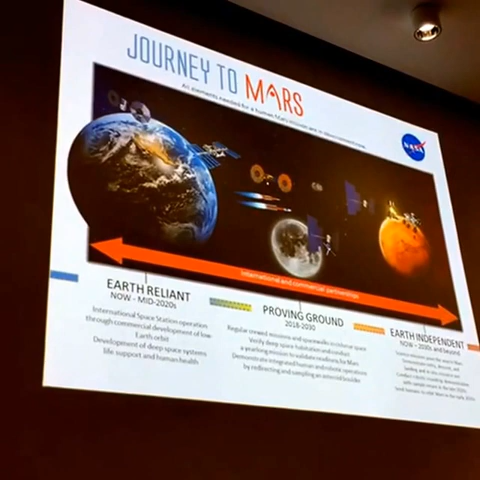 JOURNEY TO MARS
NASA
International and commercial partnerships
EARTH RELIANT
NOW - MID-2020s
International Space Station operation
through commercial development of low
Earth orbit
Development of deep space systems
life support and human health
PROVING GROUND
2018-2030
Regular crewed missions and spacewalks in cislunar space
Verify deep space habitation and conduct
a yearlong mission to validate readiness for Mars
Demonstrate integrated human and robotic operations
by redirecting and sampling an asteroid boulder
EARTH INDEPENDENT
NOW - 2030s and beyond